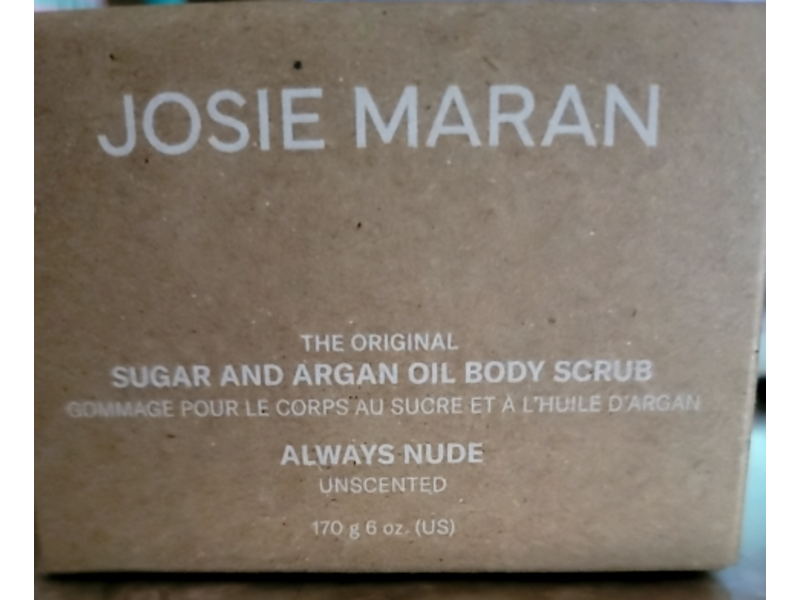 JOSIE MARAN
THE ORIGINAL
SUGAR AND ARGAN OIL BODY SCRUB
GOMMAGE POUR LE CORPS AU SUCRE ET À L'HUILE D'ARGAN
ALWAYS NUDE
UNSCENTED
170 g 6 oz. (US)